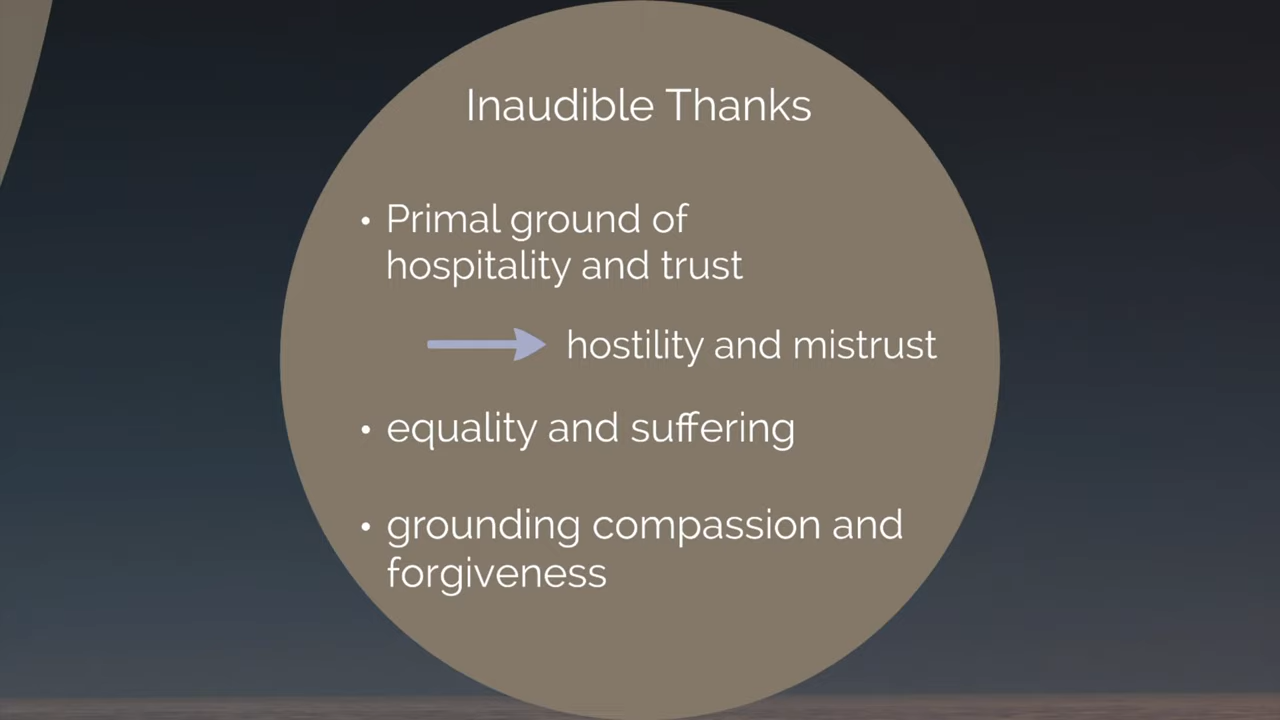 Inaudible Thanks
• Primal ground of
hospitality and trust
hostility and mistrust
• equality and suffering
• grounding compassion and
forgiveness